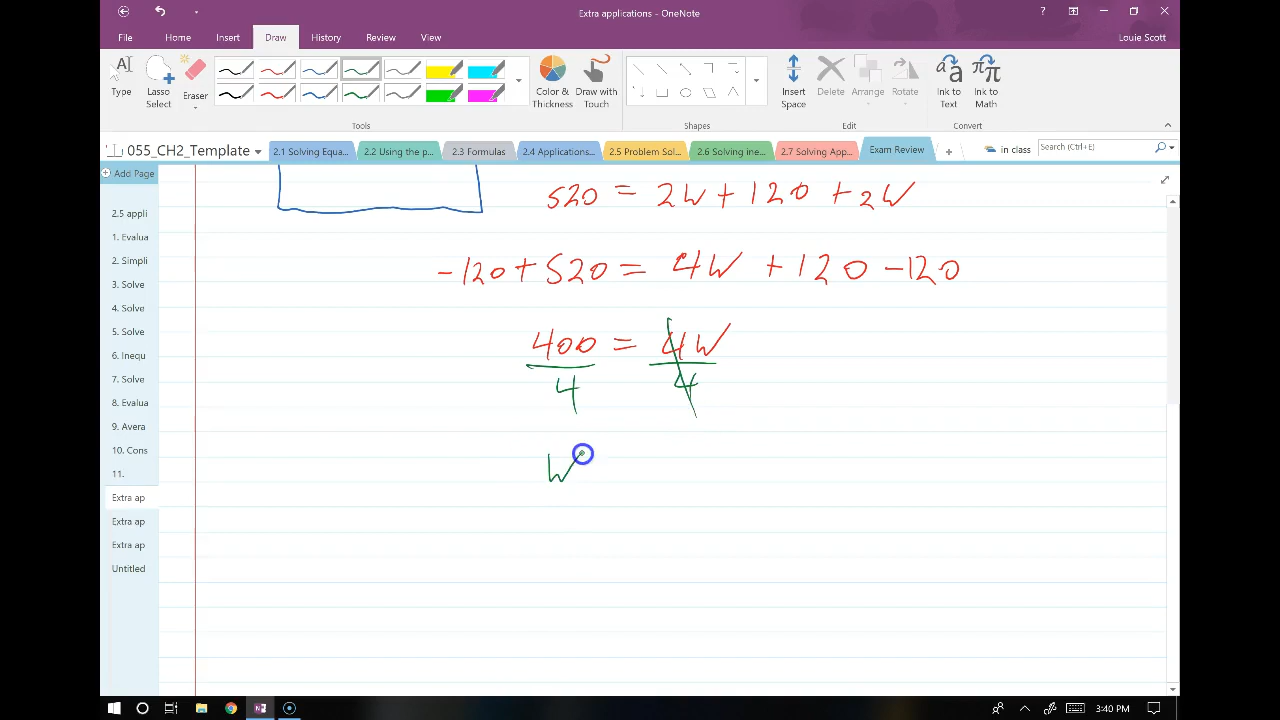 Extra applications - OneNote
?
File Home Insert Draw History Review View Louie Scott
Type Lasso Select Eraser Color & Thickness Draw with Touch Insert Space Delete Arrange Rotate Ink to Text Ink to Math
Tools Shapes Edit Convert
055_CH2_Template 2.1 Solving Equa... 2.2 Using the p... 2.3 Formulas 2.4 Applications... 2.5 Problem Sol... 2.6 Solving ine... 2.7 Solving App... Exam Review + in class Search (Ctrl+E)
Add Page
2.5 appli
1. Evalua
2. Simpli
3. Solve
4. Solve
5. Solve
6. Inequ
7. Solve
8. Evalua
9. Avera
10. Cons
11.
Extra ap
Extra ap
Extra ap
Untitled
520 = 2W + 120 + 2W
-120 + 520 = 4W + 120 - 120
400 = 4W
4 4
W
3:40 PM